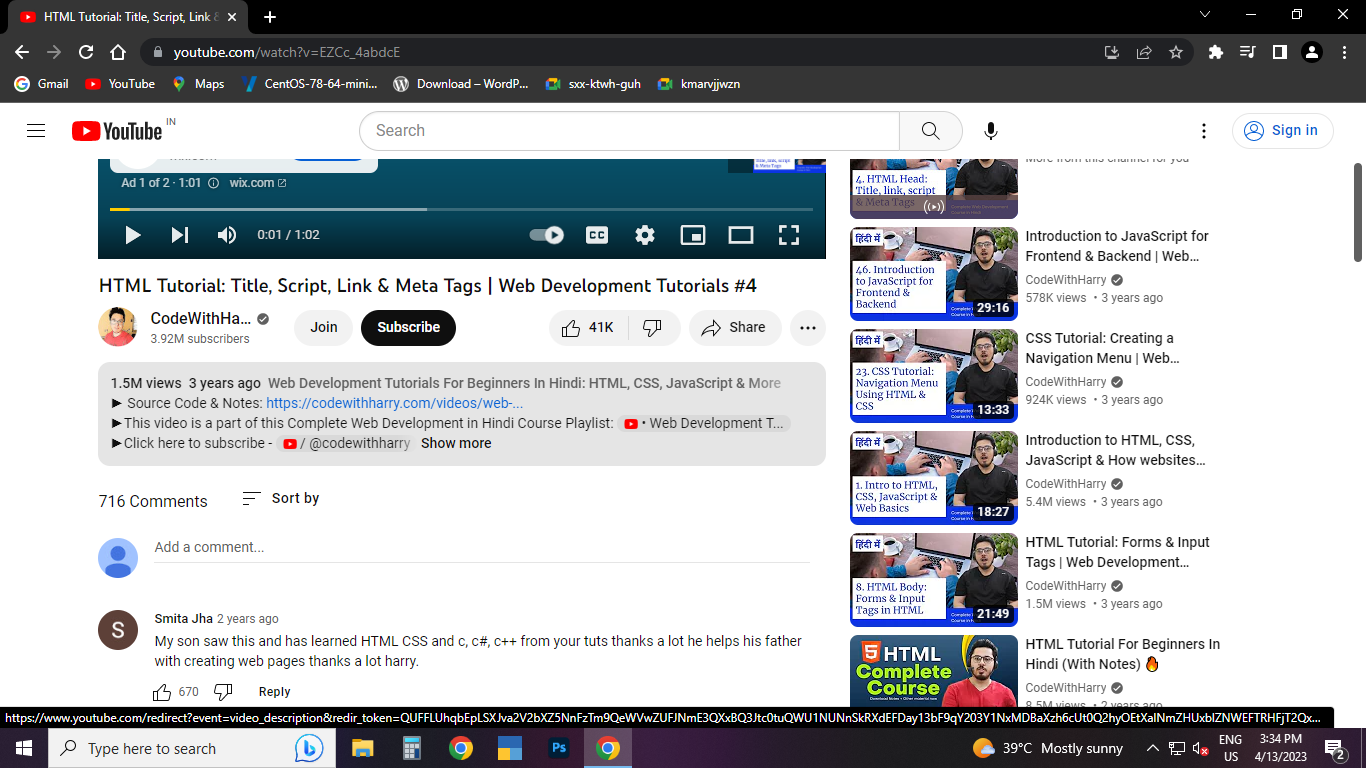 HTML Tutorial: Title, Script, Link &
youtube.com/watch?v=EZCc_4abdcE
Gmail YouTube Maps CentOS-78-64-mini... Download – WordP... sxx-ktwh-guh kmarvjjwzn
YouTube IN
Search
Sign in
Ad 1 of 2 · 1:01 wix.com
0:01 / 1:02
HTML Tutorial: Title, Script, Link & Meta Tags | Web Development Tutorials #4
CodeWithHa...
3.92M subscribers
Join
Subscribe
41K
Share
1.5M views 3 years ago Web Development Tutorials For Beginners In Hindi: HTML, CSS, JavaScript & More
► Source Code & Notes: https://codewithharry.com/videos/web-...
►This video is a part of this Complete Web Development in Hindi Course Playlist: • Web Development T...
►Click here to subscribe - / @codewithharry Show more
716 Comments Sort by
Add a comment...
S
Smita Jha 2 years ago
My son saw this and has learned HTML CSS and c, c#, c++ from your tuts thanks a lot he helps his father
with creating web pages thanks a lot harry.
670 Reply
More from this channel for you
4. HTML Head:
Title, link, script
& Meta Tags
हिंदी में
46. Introduction
to JavaScript for
Frontend &
Backend
29:16
Introduction to JavaScript for
Frontend & Backend | Web...
CodeWithHarry
578K views • 3 years ago
हिंदी में
23. CSS Tutorial:
Navigation Menu
Using HTML &
CSS
13:33
CSS Tutorial: Creating a
Navigation Menu | Web...
CodeWithHarry
924K views • 3 years ago
हिंदी में
1. Intro to HTML,
CSS, JavaScript &
Web Basics
18:27
Introduction to HTML, CSS,
JavaScript & How websites...
CodeWithHarry
5.4M views • 3 years ago
हिंदी में
8. HTML Body:
Forms & Input
Tags in HTML
21:49
HTML Tutorial: Forms & Input
Tags | Web Development...
CodeWithHarry
1.5M views • 3 years ago
5 HTML
Complete
Course
HTML Tutorial For Beginners In
Hindi (With Notes) 🔥
CodeWithHarry
8.5M views • 2 years ago
Type here to search
Ps
39°C Mostly sunny
ENG
US
3:34 PM
4/13/2023
2